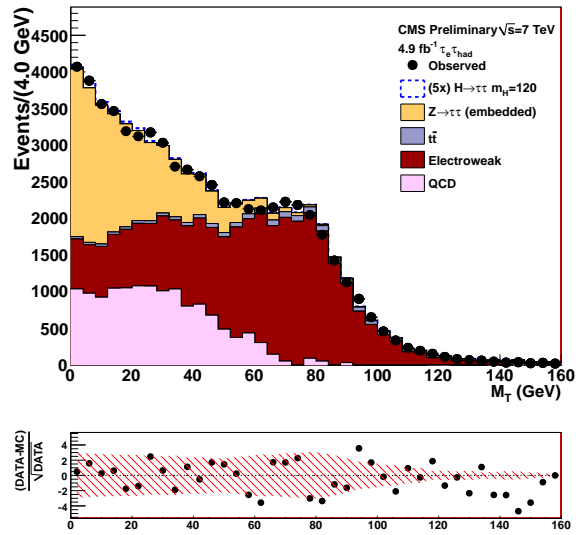 CMS Preliminary√s=7 TeV
4.9 fb⁻¹ τₑτ_had
Observed
(5x) H→ττ m_H=120
Z→ττ (embedded)
tt̄
Electroweak
QCD
Events/(4.0 GeV)
4500
4000
3500
3000
2500
2000
1500
1000
500
0
0 20 40 60 80 100 120 140 160
M_T (GeV)
(DATA-MC)
√DATA
4
2
0
-2
-4
0 20 40 60 80 100 120 140 160